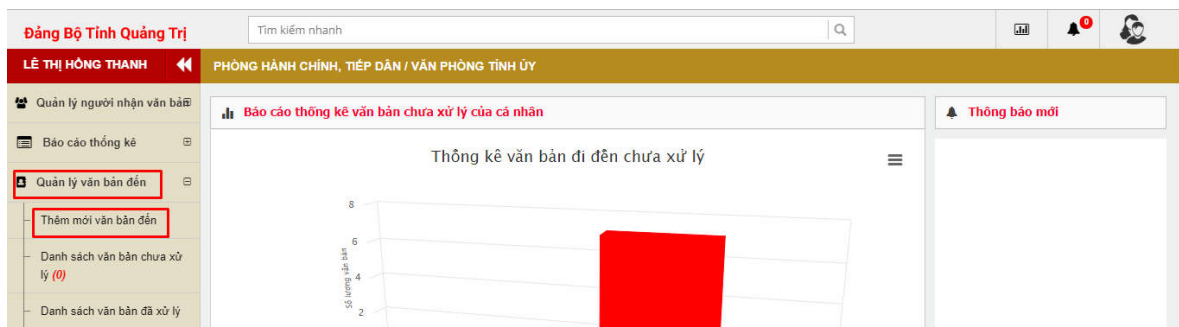 Đảng Bộ Tỉnh Quảng Trị
Tìm kiếm nhanh
0
LÊ THỊ HỒNG THANH
PHÒNG HÀNH CHÍNH, TIẾP DÂN / VĂN PHÒNG TỈNH ỦY
Quản lý người nhận văn bản
Báo cáo thống kê
Quản lý văn bản đến
Thêm mới văn bản đến
Danh sách văn bản chưa xử
lý (0)
Danh sách văn bản đã xử lý
Báo cáo thống kê văn bản chưa xử lý của cá nhân
Thống kê văn bản đi đến chưa xử lý
8
6
4
2
Số lượng văn bản
Thông báo mới